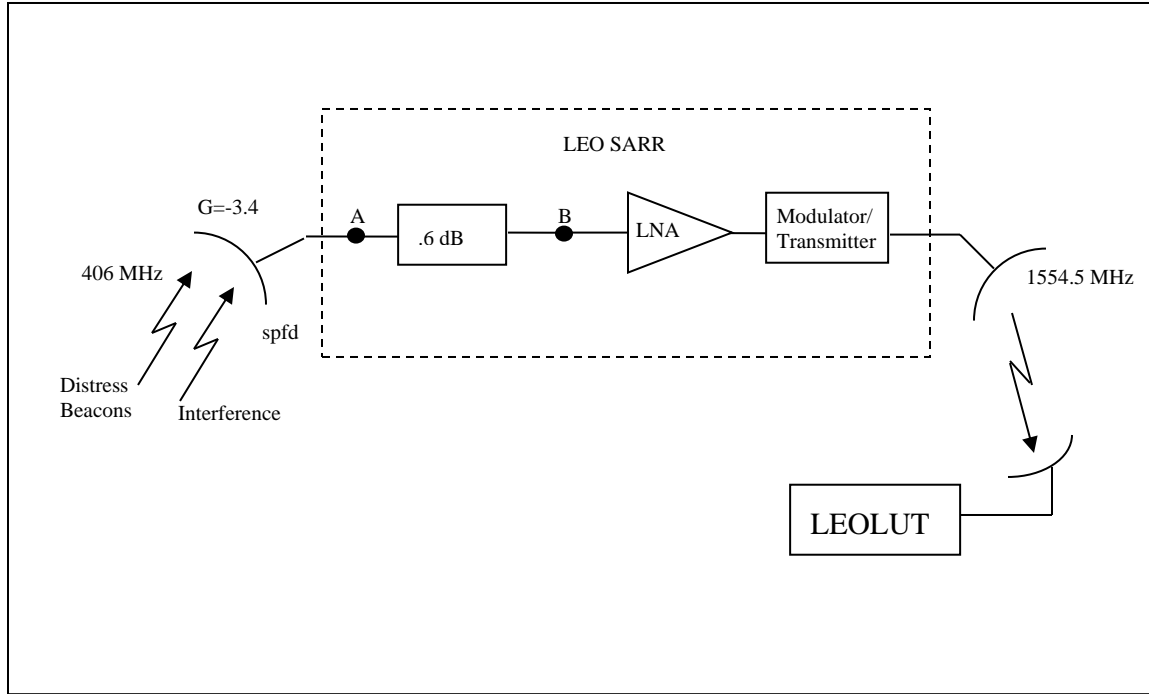 LEO SARR
G=-3.4
A
.6 dB
B
LNA
Modulator/
Transmitter
406 MHz
1554.5 MHz
spfd
Distress
Beacons
Interference
LEOLUT